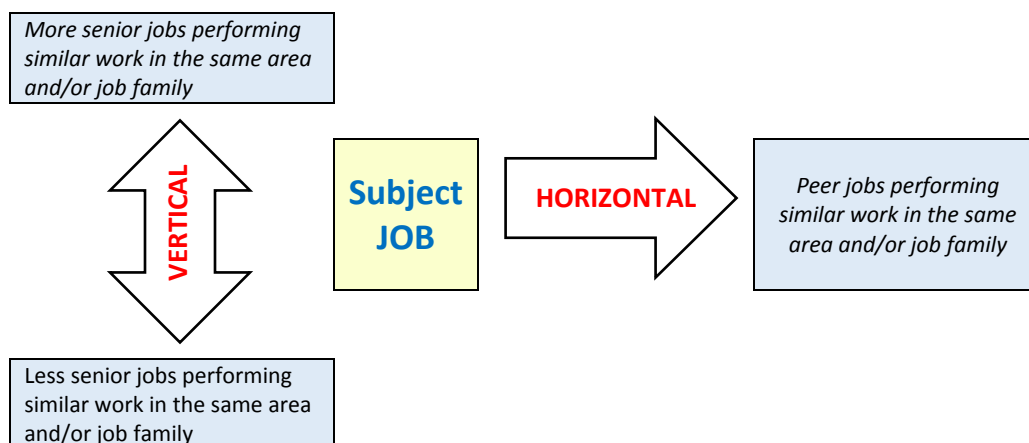 More senior jobs performing
similar work in the same area
and/or job family
VERTICAL
Subject
JOB
HORIZONTAL
Peer jobs performing
similar work in the same
area and/or job family
Less senior jobs performing
similar work in the same area
and/or job family